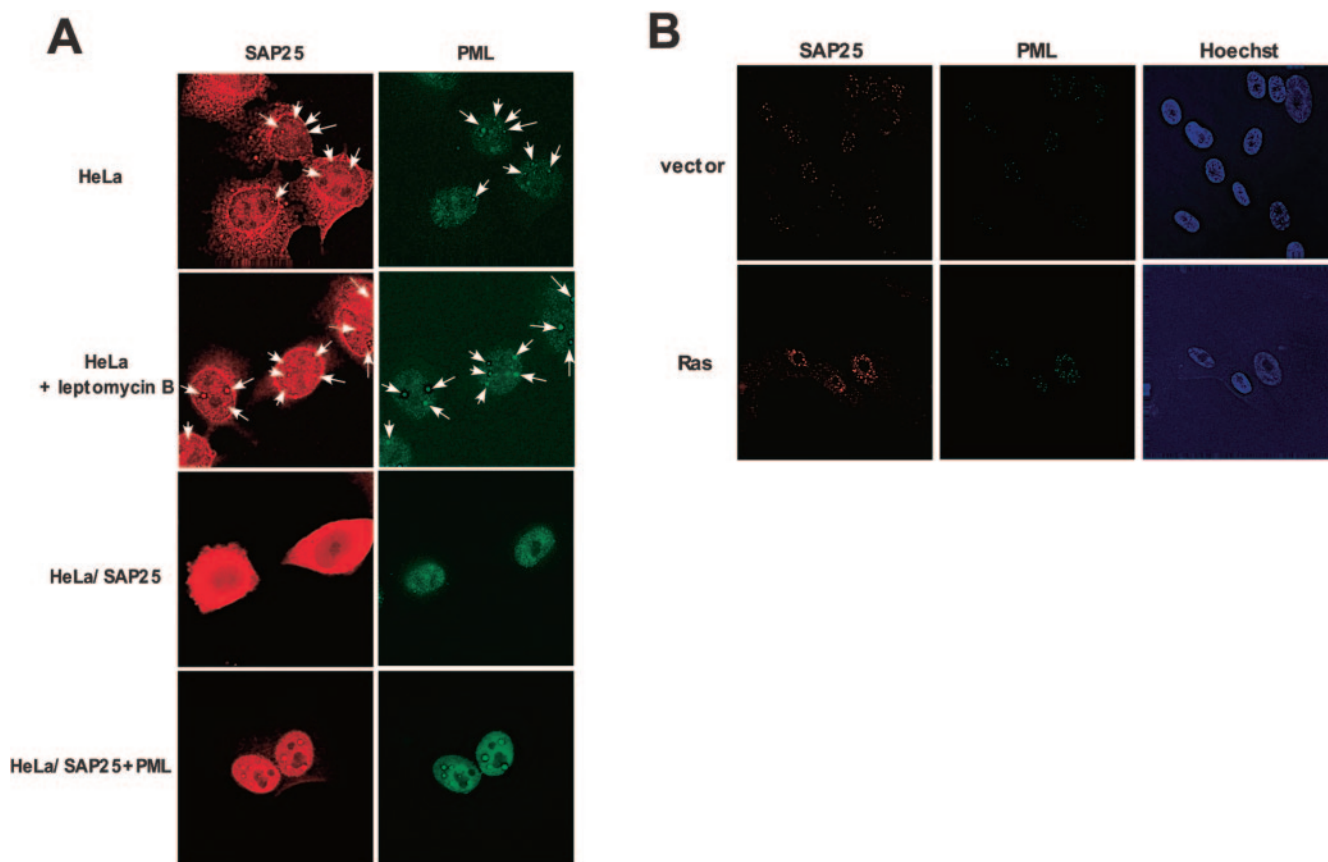 A
SAP25
PML
HeLa
HeLa
+ leptomycin B
HeLa/ SAP25
HeLa/ SAP25+PML
B
SAP25
PML
Hoechst
vector
Ras